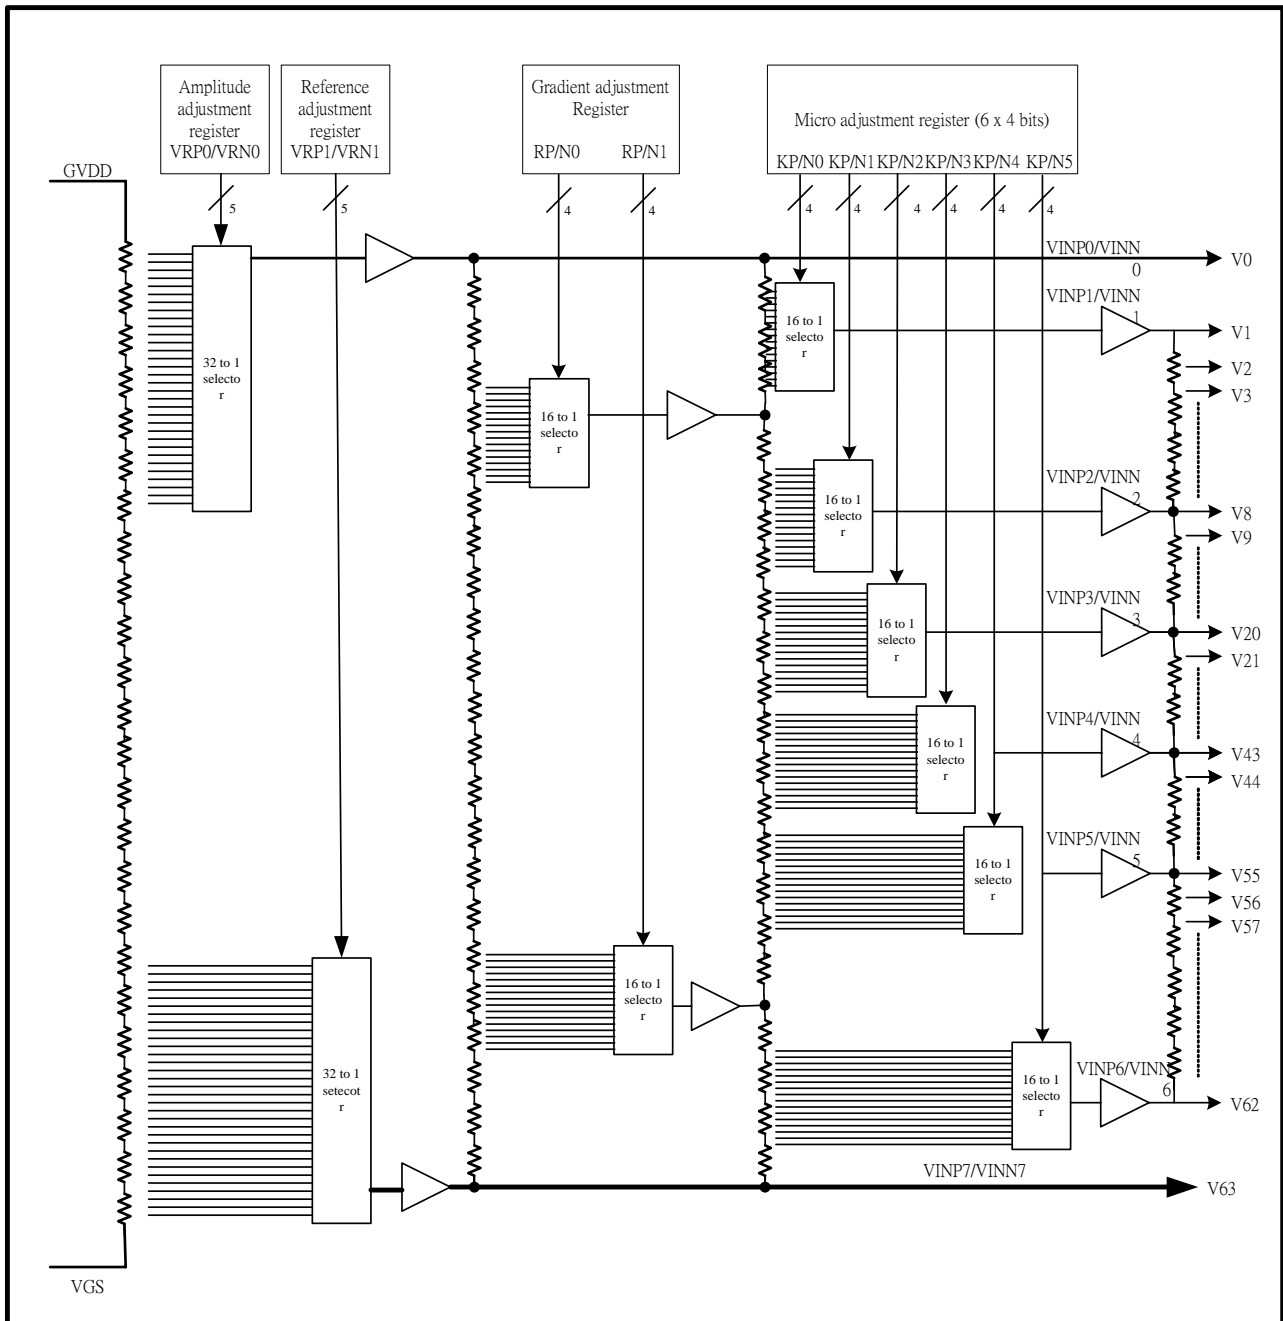 Amplitude
adjustment
register
VRP0/VRN0
Reference
adjustment
register
VRP1/VRN1
Gradient adjustment
Register
RP/N0 RP/N1
Micro adjustment register (6 x 4 bits)
KP/N0 KP/N1 KP/N2 KP/N3 KP/N4 KP/N5
GVDD
5
5
4
4
4
4
4
4
4
4
VINP0/VINN
0
V0
VINP1/VINN
1
V1
16 to 1
selecto
r
V2
V3
32 to 1
selecto
r
16 to 1
selecto
r
VINP2/VINN
2
V8
16 to 1
selecto
r
V9
VINP3/VINN
3
V20
16 to 1
selecto
r
V21
VINP4/VINN
4
V43
16 to 1
selecto
r
V44
VINP5/VINN
5
V55
16 to 1
selecto
r
V56
V57
16 to 1
selecto
r
32 to 1
setecot
r
VINP6/VINN
6
V62
16 to 1
selecto
r
VINP7/VINN7
V63
VGS